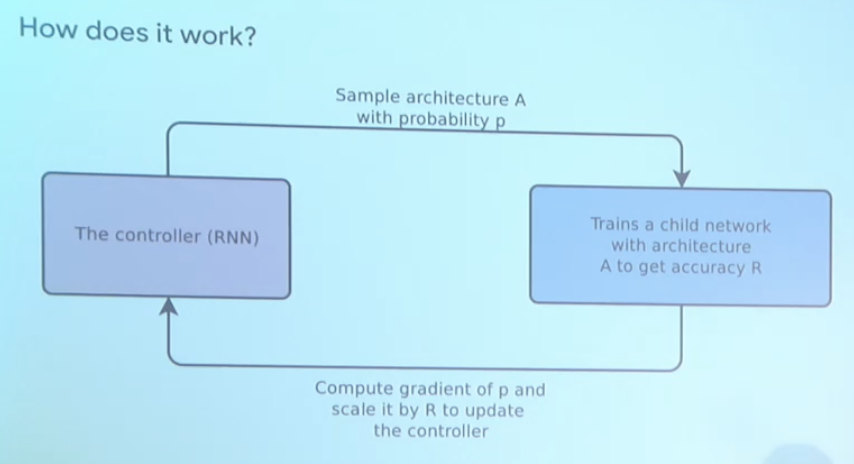 How does it work?
Sample architecture A
with probability p
The controller (RNN)
Trains a child network
with architecture
A to get accuracy R
Compute gradient of p and
scale it by R to update
the controller